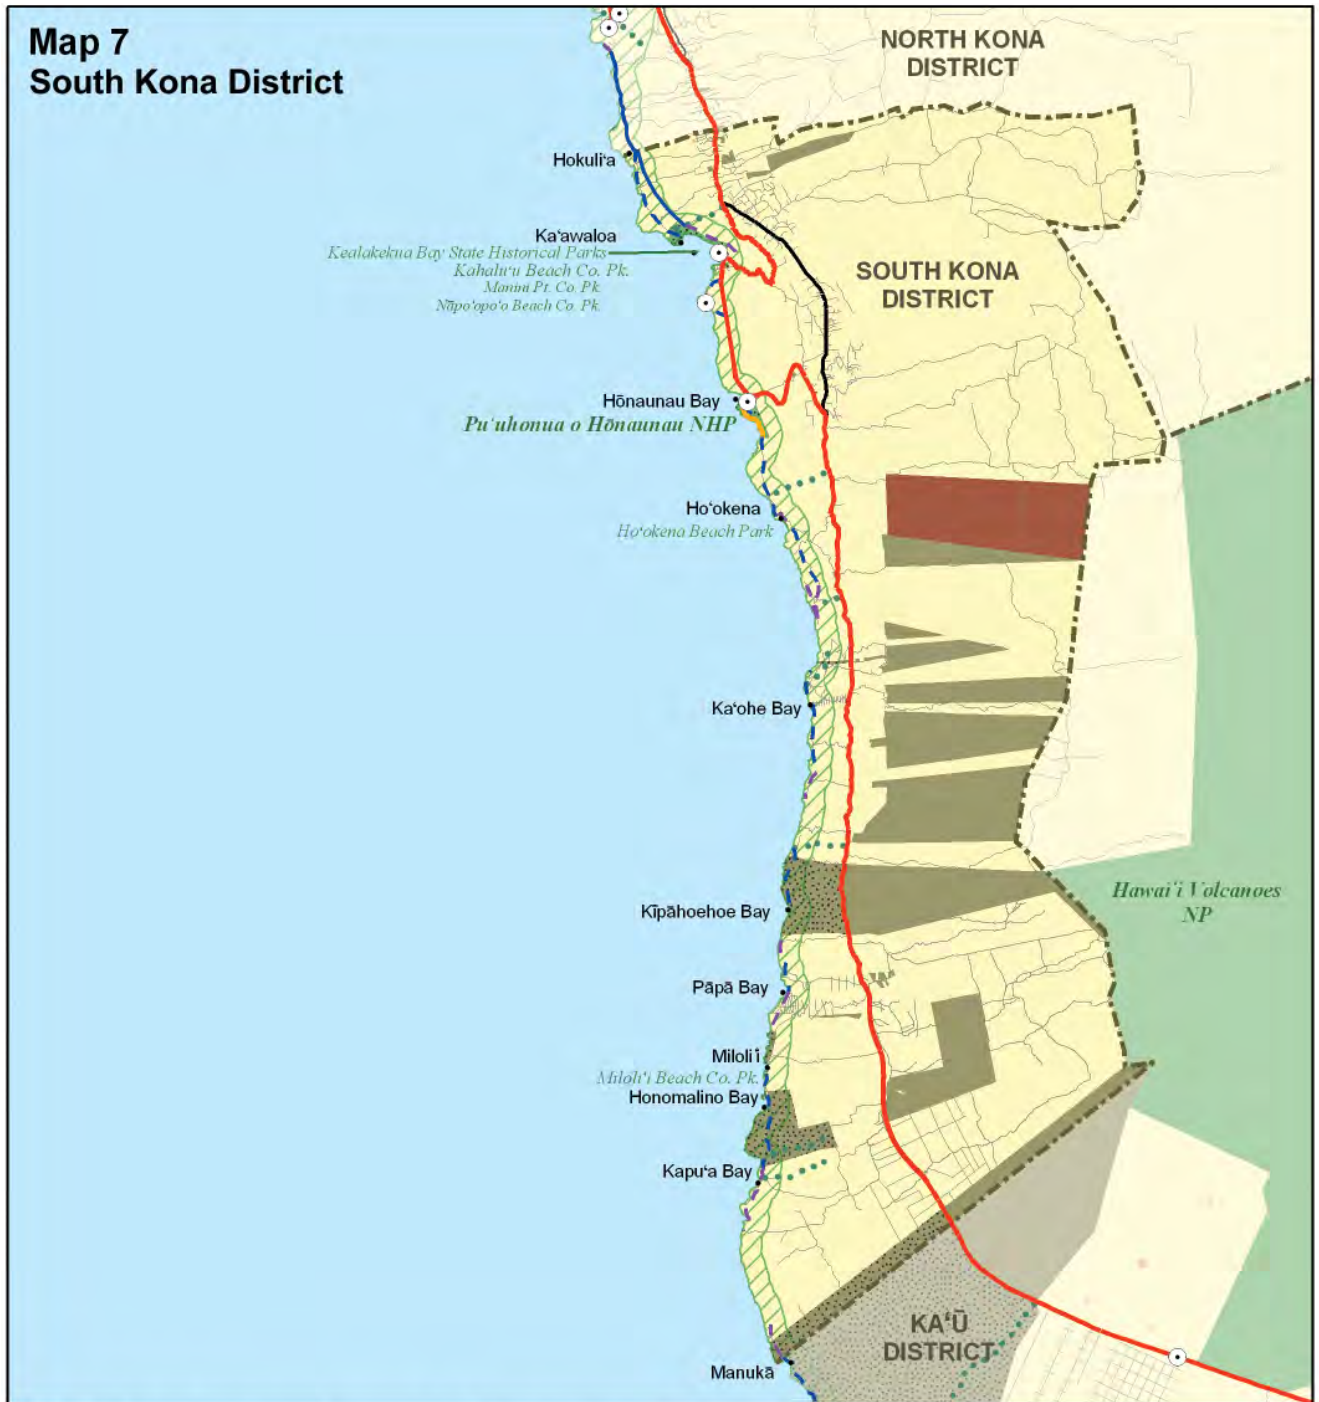 Map 7
South Kona District
NORTH KONA
DISTRICT
Hokuli‘a
Ka‘awaloa
Kealakekua Bay State Historical Parks
Kahalu‘u Beach Co. Pk.
Manini Pt. Co. Pk.
Nāpo‘opo‘o Beach Co. Pk.
SOUTH KONA
DISTRICT
Hōnaunau Bay
Pu‘uhonua o Hōnaunau NHP
Ho‘okena
Ho‘okena Beach Park
Ka‘ohe Bay
Hawai‘i Volcanoes
NP
Kīpāhoehoe Bay
Pāpā Bay
Miloli‘i
Miloli‘i Beach Co. Pk.
Honomalino Bay
Kapu‘a Bay
KA‘Ū
DISTRICT
Manukā